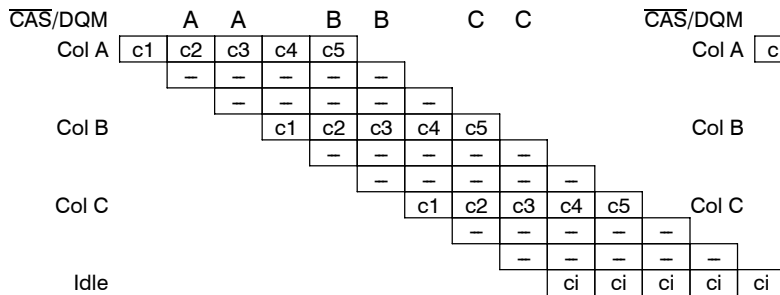 CAS/DQM A A B B C C CAS/DQM
Col A c1 c2 c3 c4 c5 Col A c
– – – – –
– – – – –
Col B c1 c2 c3 c4 c5 Col B
– – – – –
– – – – –
Col C c1 c2 c3 c4 c5 Col C
– – – – –
– – – – –
Idle ci ci ci ci ci